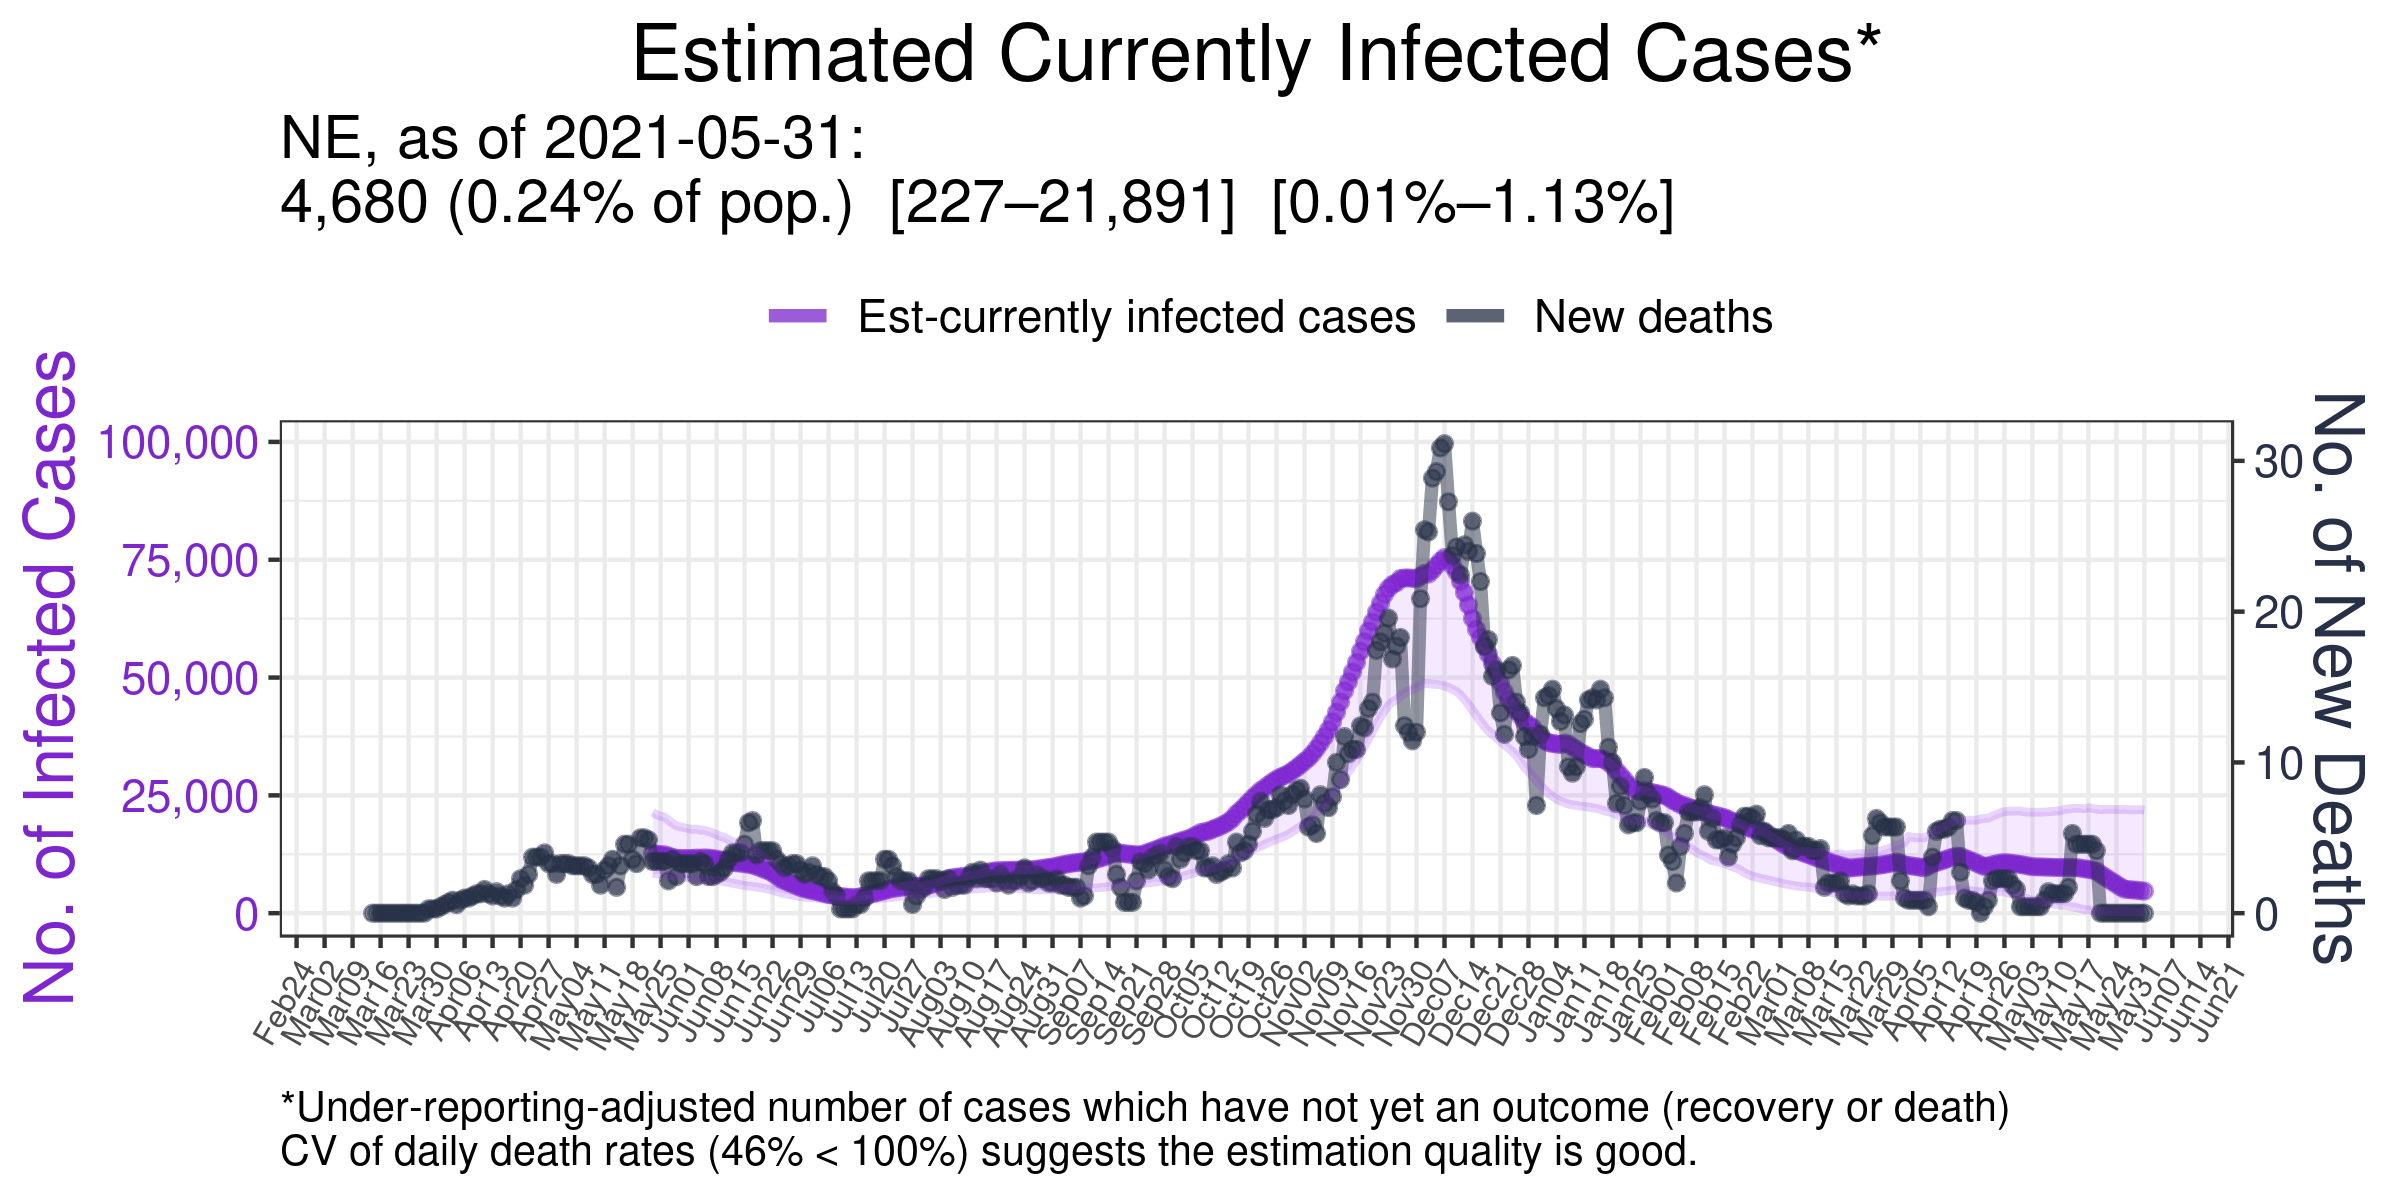 Estimated Currently Infected Cases*
NE, as of 2021-05-31:
4,680 (0.24% of pop.) [227–21,891] [0.01%–1.13%]
Est-currently infected cases
New deaths
No. of Infected Cases
100,000
75,000
50,000
25,000
0
30
20
10
0
No. of New Deaths
Feb24
Mar02
Mar09
Mar16
Mar23
Mar30
Apr06
Apr13
Apr20
Apr27
May04
May11
May18
May25
Jun01
Jun08
Jun15
Jun22
Jun29
Jul06
Jul13
Jul20
Jul27
Aug03
Aug10
Aug17
Aug24
Aug31
Sep07
Sep14
Sep21
Sep28
Oct05
Oct12
Oct19
Oct26
Nov02
Nov09
Nov16
Nov23
Nov30
Dec07
Dec14
Dec21
Dec28
Jan04
Jan11
Jan18
Jan25
Feb01
Feb08
Feb15
Feb22
Mar01
Mar08
Mar15
Mar22
Mar29
Apr05
Apr12
Apr19
Apr26
May03
May10
May17
May24
May31
Jun07
Jun14
Jun21
*Under-reporting-adjusted number of cases which have not yet an outcome (recovery or death)
CV of daily death rates (46% < 100%) suggests the estimation quality is good.